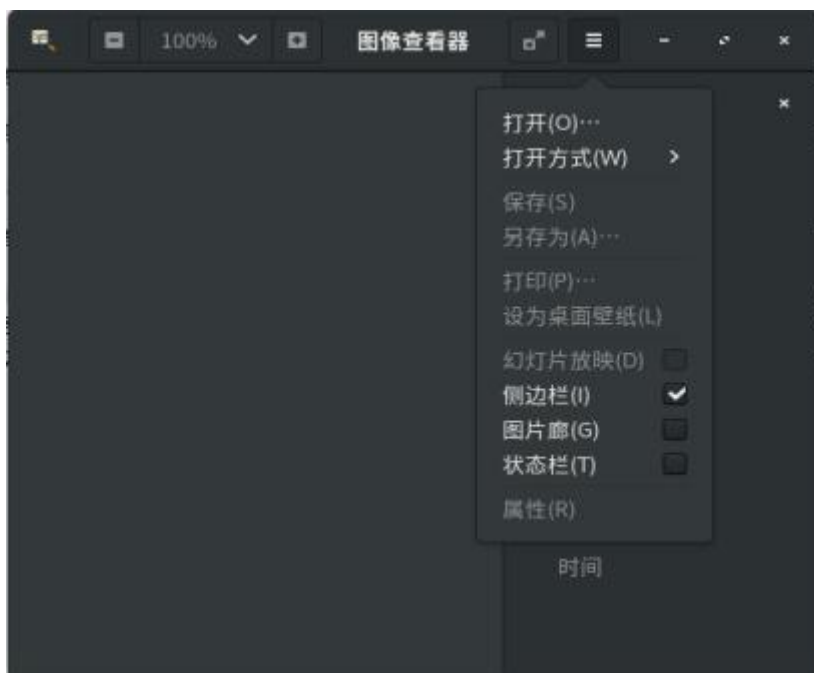 100%
图像查看器
打开(O)…
打开方式(W)
保存(S)
另存为(A)…
打印(P)…
设为桌面壁纸(L)
幻灯片放映(D)
侧边栏(I)
图片廊(G)
状态栏(T)
属性(R)
时间